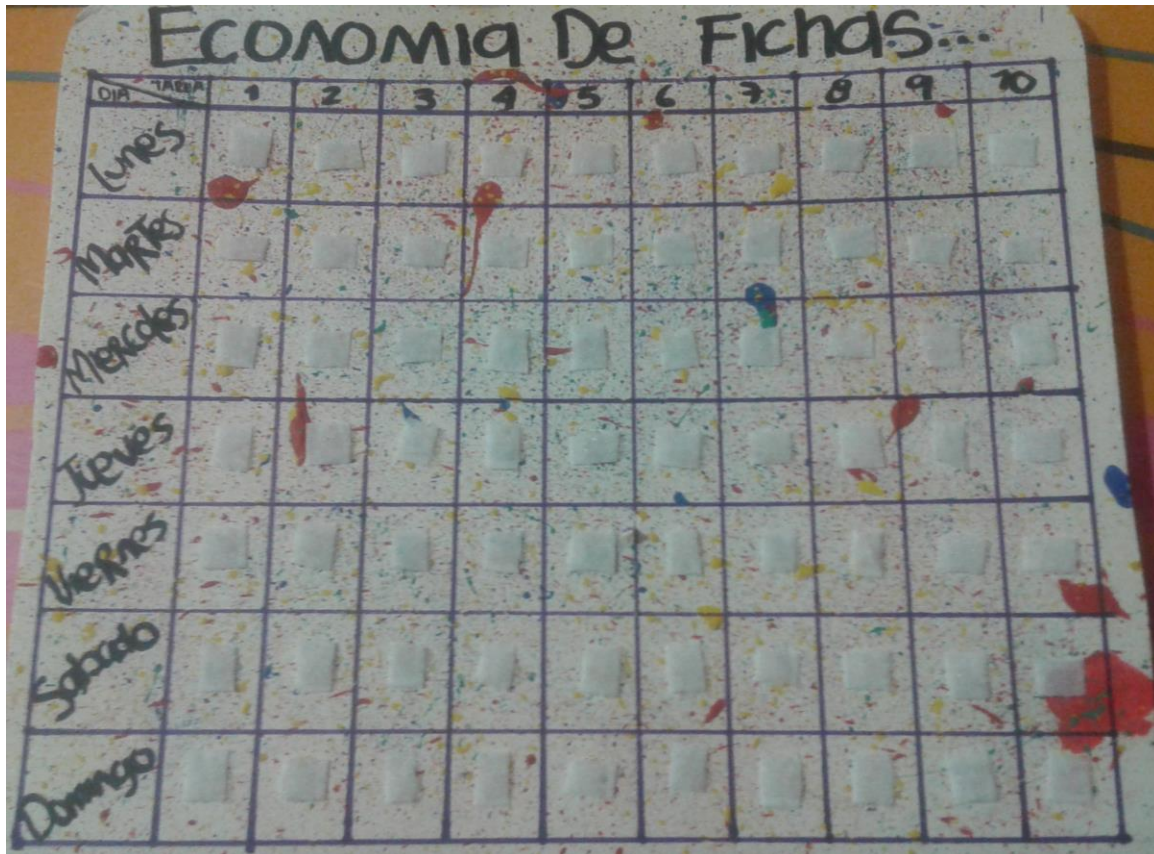 ECONOMIA DE FICHAS...
DIA TAREA 1 2 3 4 5 6 7 8 9 10
Lunes
MARTES
MIERCOLES
JUEVES
VIERNES
Sabado
Domingo